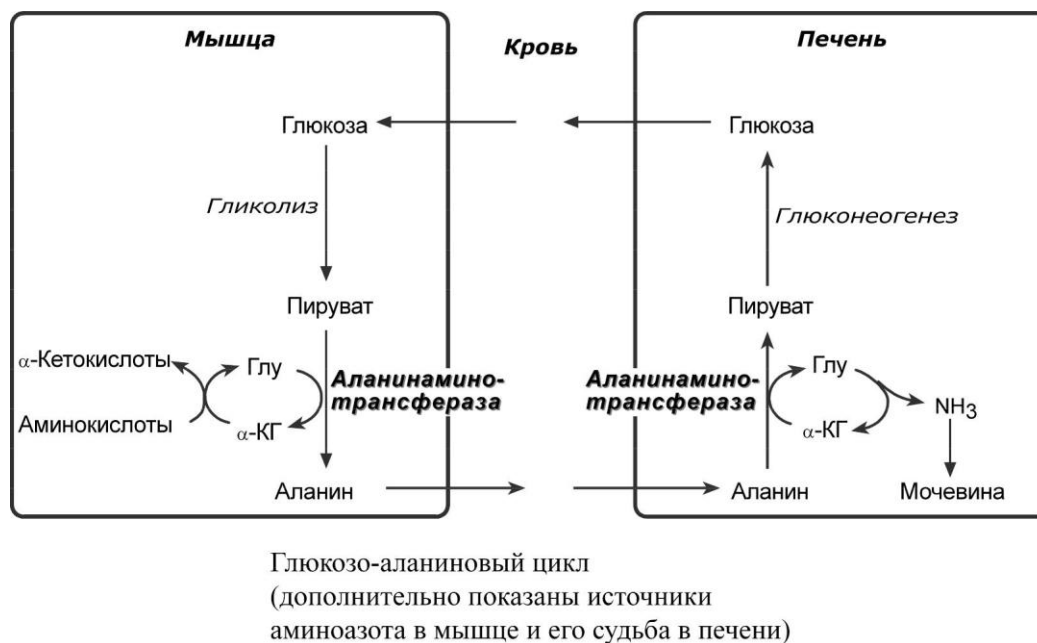 Мышца
Кровь
Печень
Глюкоза
Глюкоза
Гликолиз
Глюконеогенез
Пируват
Пируват
α-Кетокислоты
Глу
Аланинамино-
трансфераза
Аланинамино-
трансфераза
Глу
Аминокислоты
α-КГ
α-КГ
NH3
Аланин
Аланин
Мочевина
Глюкозо-аланиновый цикл
(дополнительно показаны источники
аминоазота в мышце и его судьба в печени)